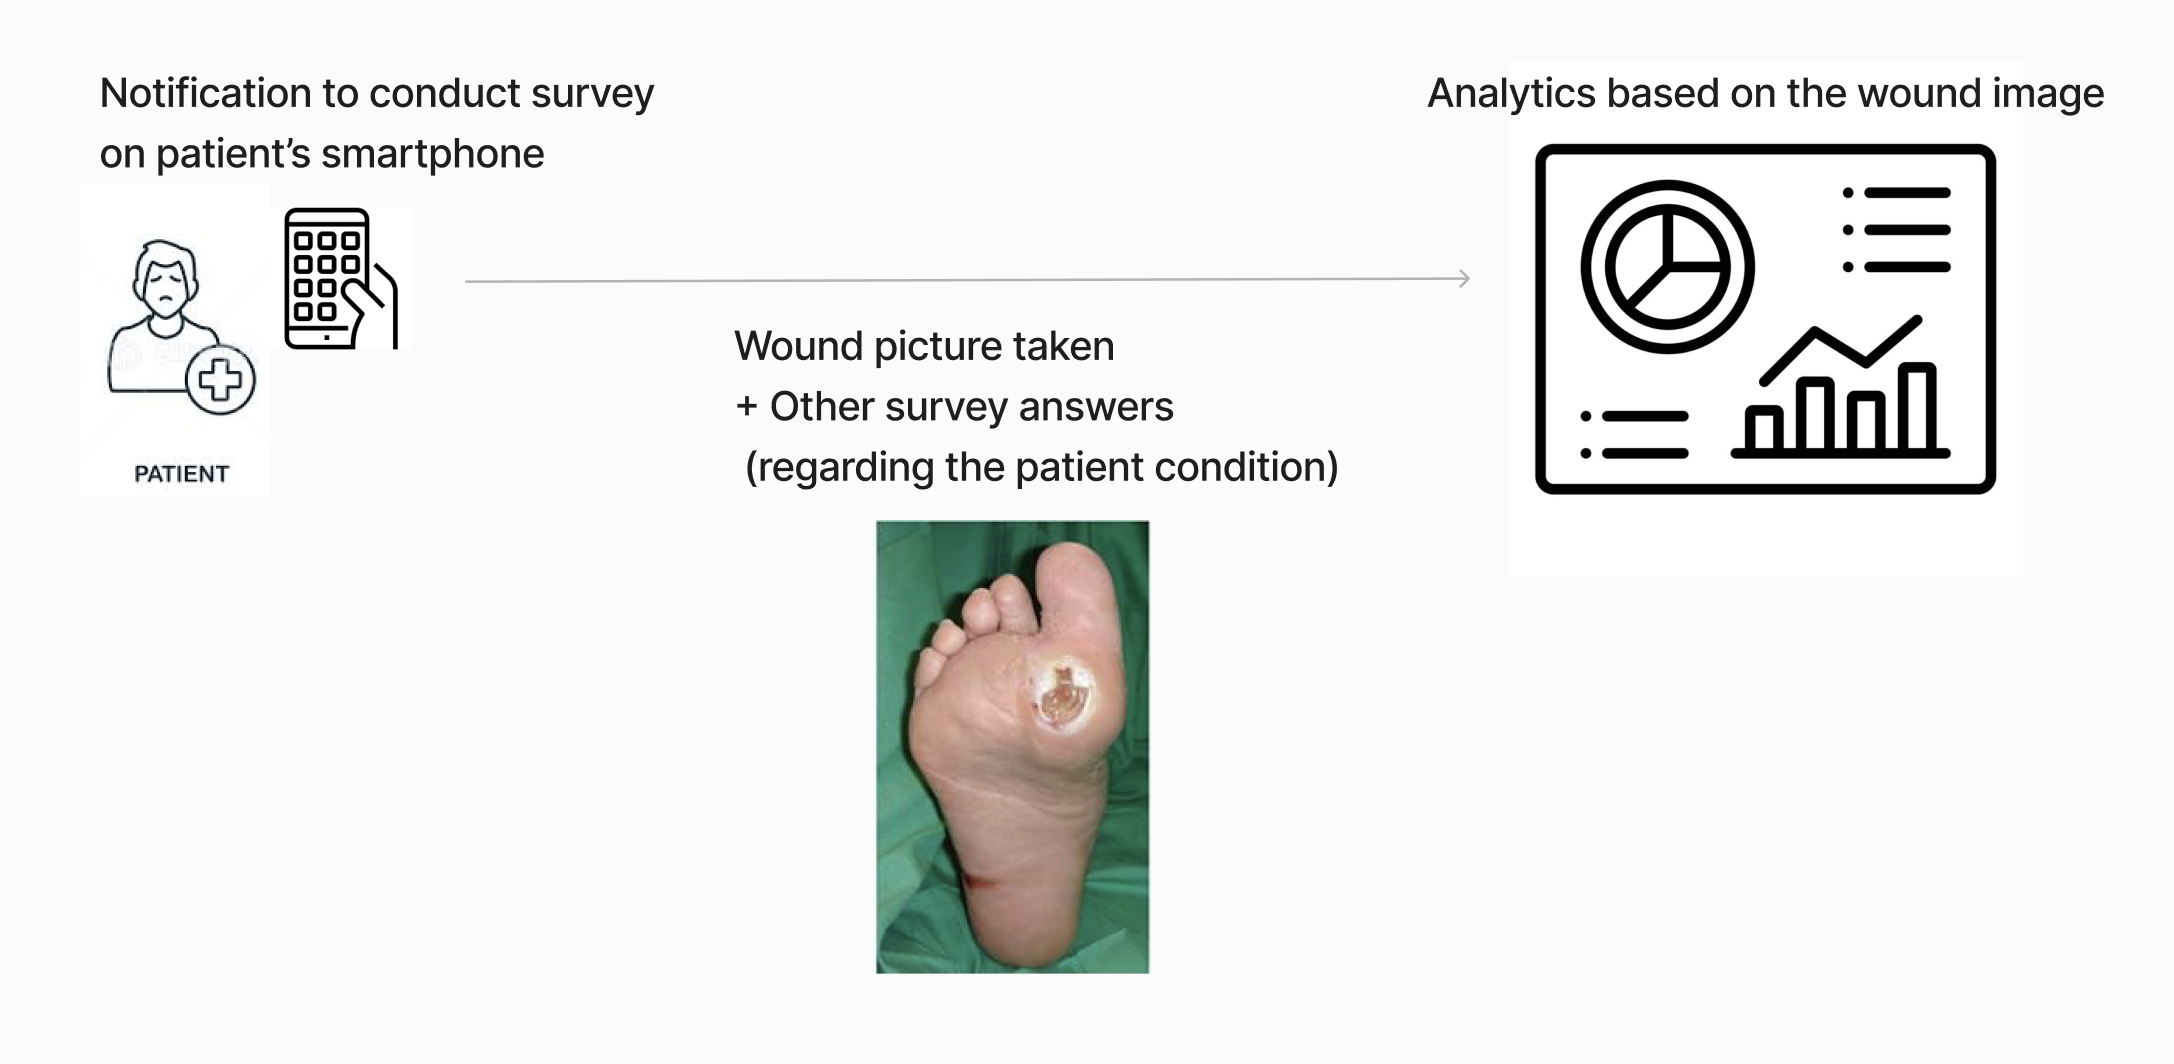 Notification to conduct survey
on patient’s smartphone
PATIENT
Wound picture taken
+ Other survey answers
(regarding the patient condition)
Analytics based on the wound image